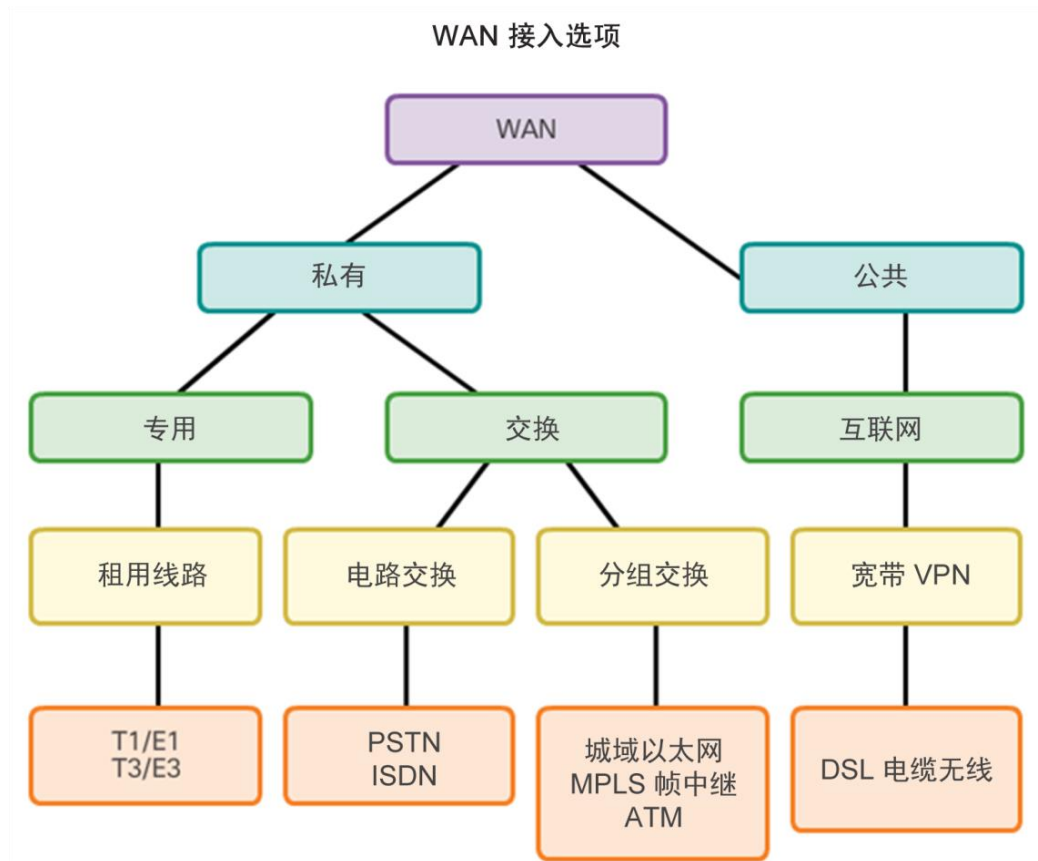 WAN 接入选项
WAN
私有
公共
专用
交换
互联网
租用线路
电路交换
分组交换
宽带 VPN
T1/E1
T3/E3
PSTN
ISDN
城域以太网
MPLS 帧中继
ATM
DSL 电缆无线